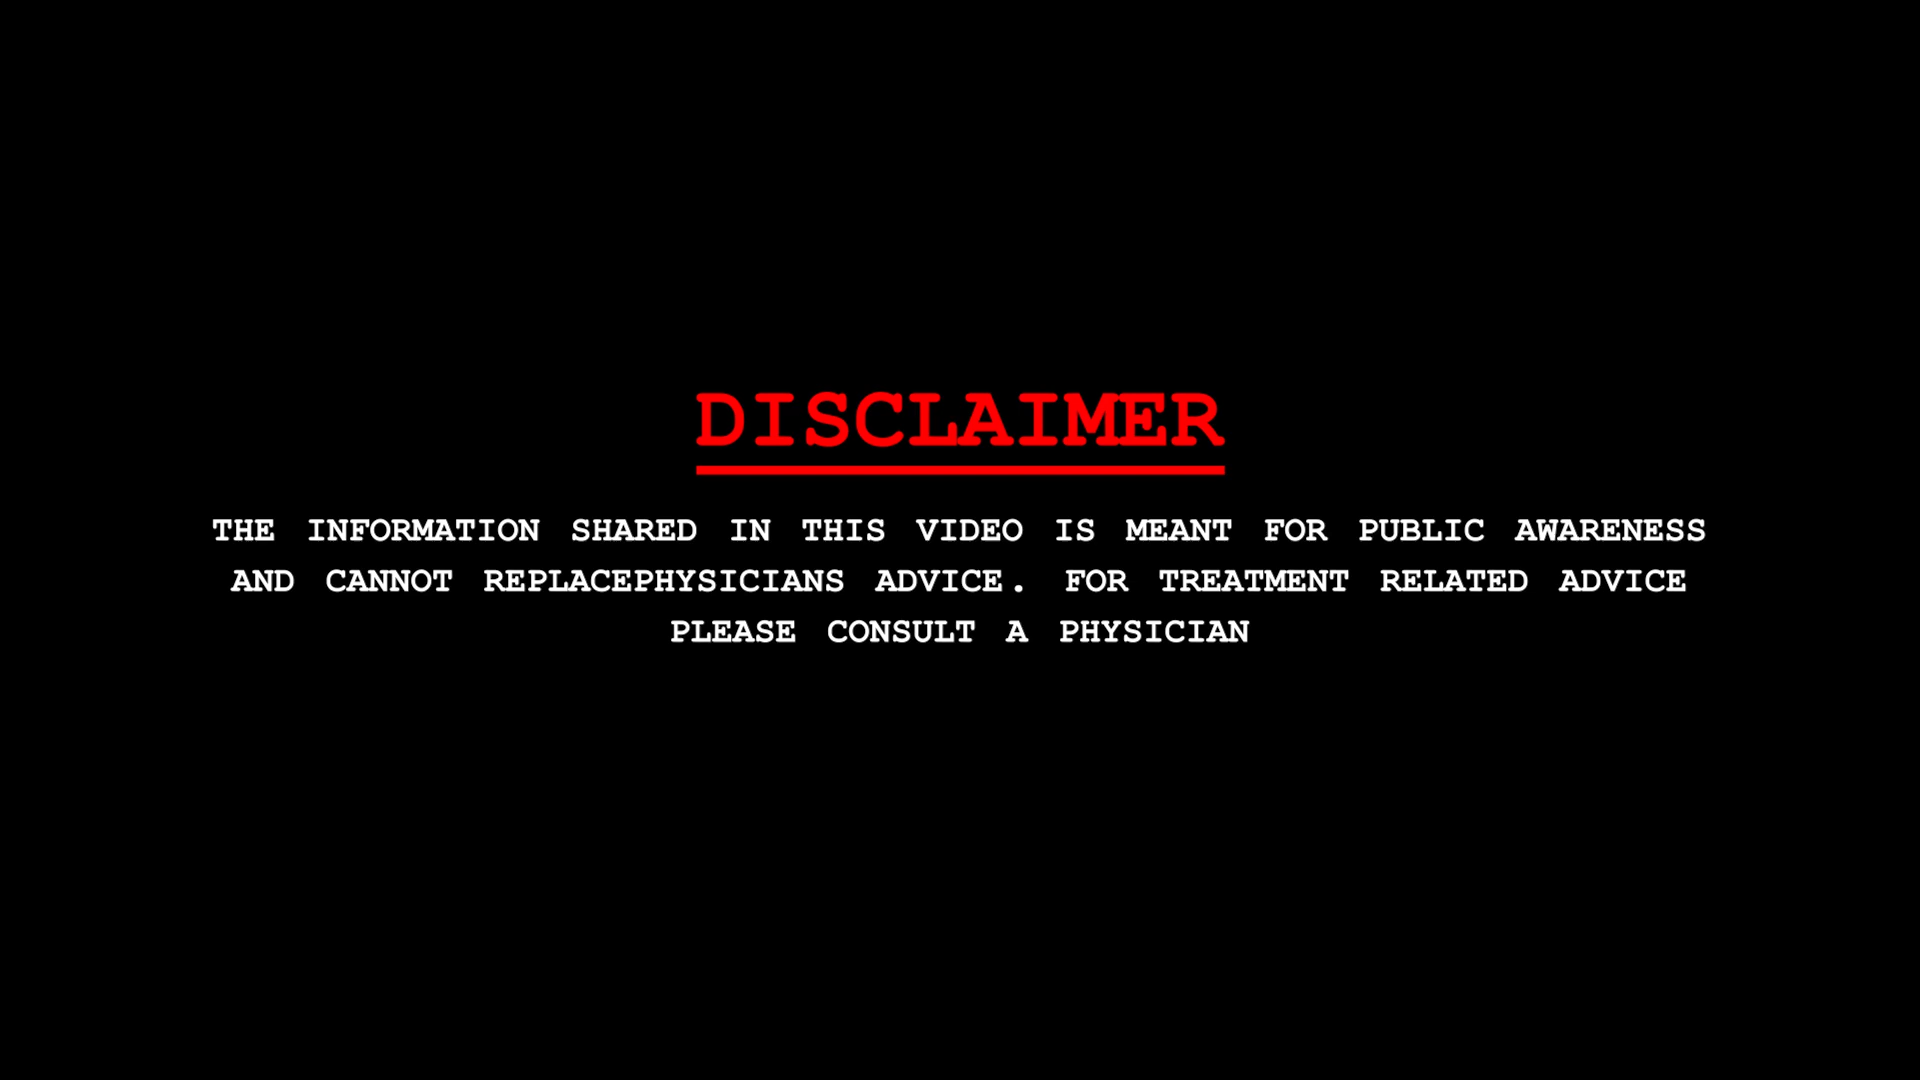 DISCLAIMER
THE INFORMATION SHARED IN THIS VIDEO IS MEANT FOR PUBLIC AWARENESS
AND CANNOT REPLACEPHYSICIANS ADVICE. FOR TREATMENT RELATED ADVICE
PLEASE CONSULT A PHYSICIAN